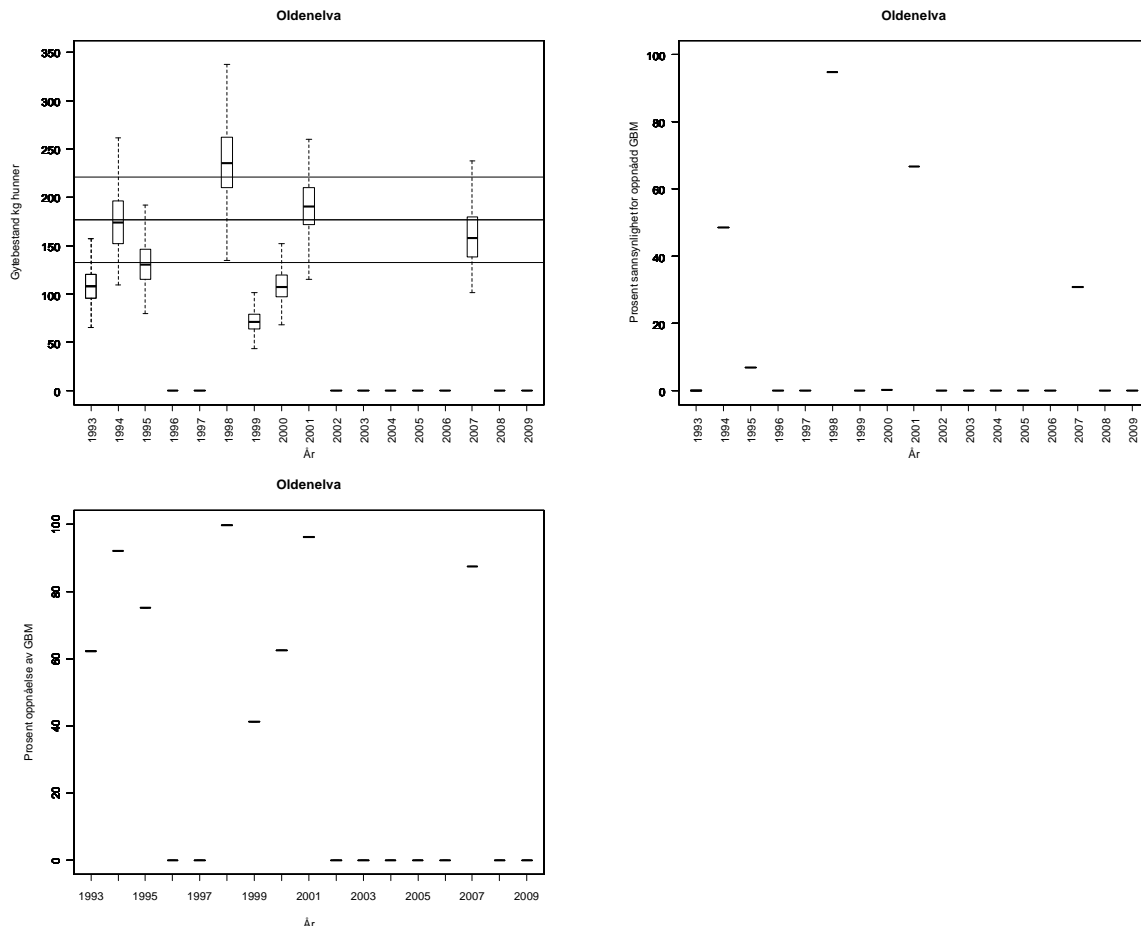 Oldenelva
Gytebestand kg hunner
350
300
250
200
150
100
50
0
1993 1994 1995 1996 1997 1998 1999 2000 2001 2002 2003 2004 2005 2006 2007 2008 2009
År
Oldenelva
Prosent sannsynlighet for oppnådd GBM
100
80
60
40
20
0
1993 1994 1995 1996 1997 1998 1999 2000 2001 2002 2003 2004 2005 2006 2007 2008 2009
År
Oldenelva
Prosent oppnåelse av GBM
100
80
60
40
20
0
1993 1995 1997 1999 2001 2003 2005 2007 2009
År